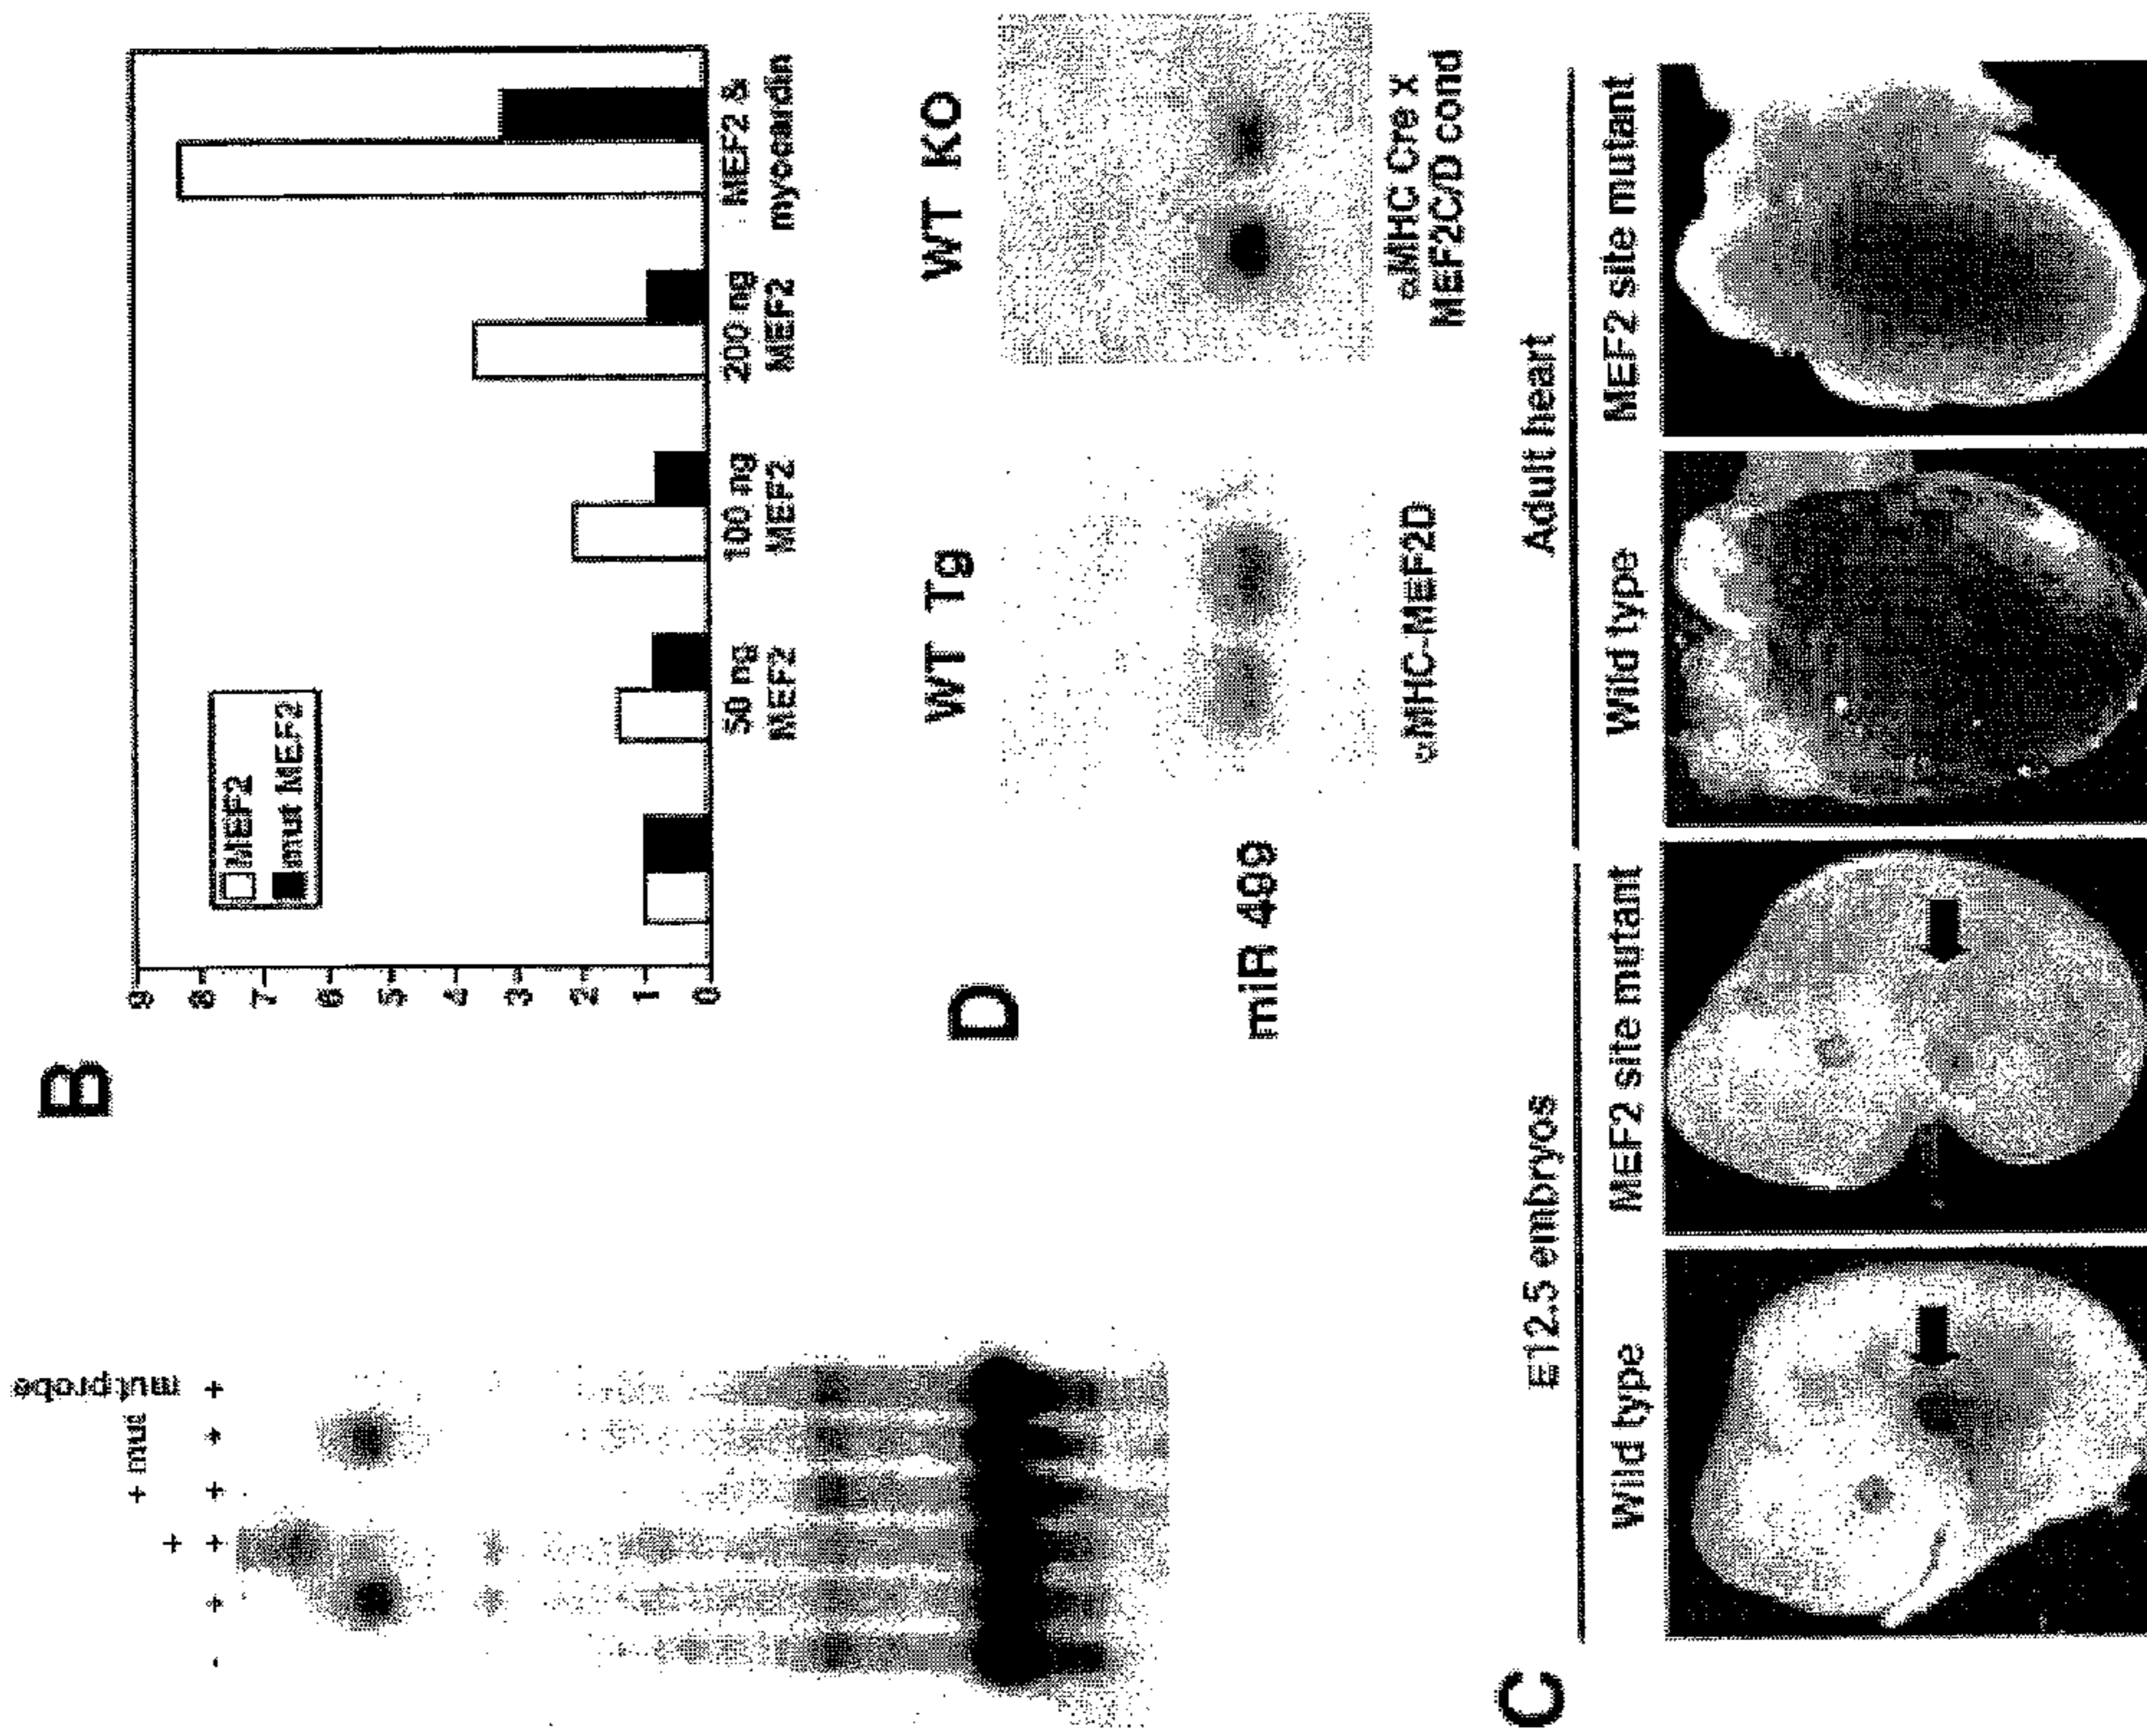 B
mut probe
+ mut
+
- + + + + +
9
8
7
6
5
4
3
2
1
0
MEF2
mut MEF2
50 ng
MEF2
100 ng
MEF2
200 ng
MEF2
MEF2 &
myocardin
D
WT Tg
WT KO
miR 499
αMHC-MEF2D
αMHC Cre X
MEF2C/D cond
C
E12.5 embryos
Adult heart
Wild type
MEF2 site mutant
Wild type
MEF2 site mutant